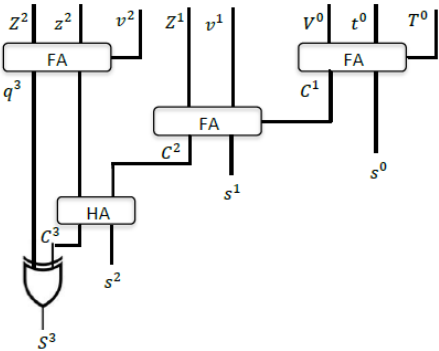 Z² z² v² Z¹ v¹ V⁰ t⁰ T⁰
FA FA
q³ C¹
FA
C² s⁰
s¹
HA
C³
s²
S³